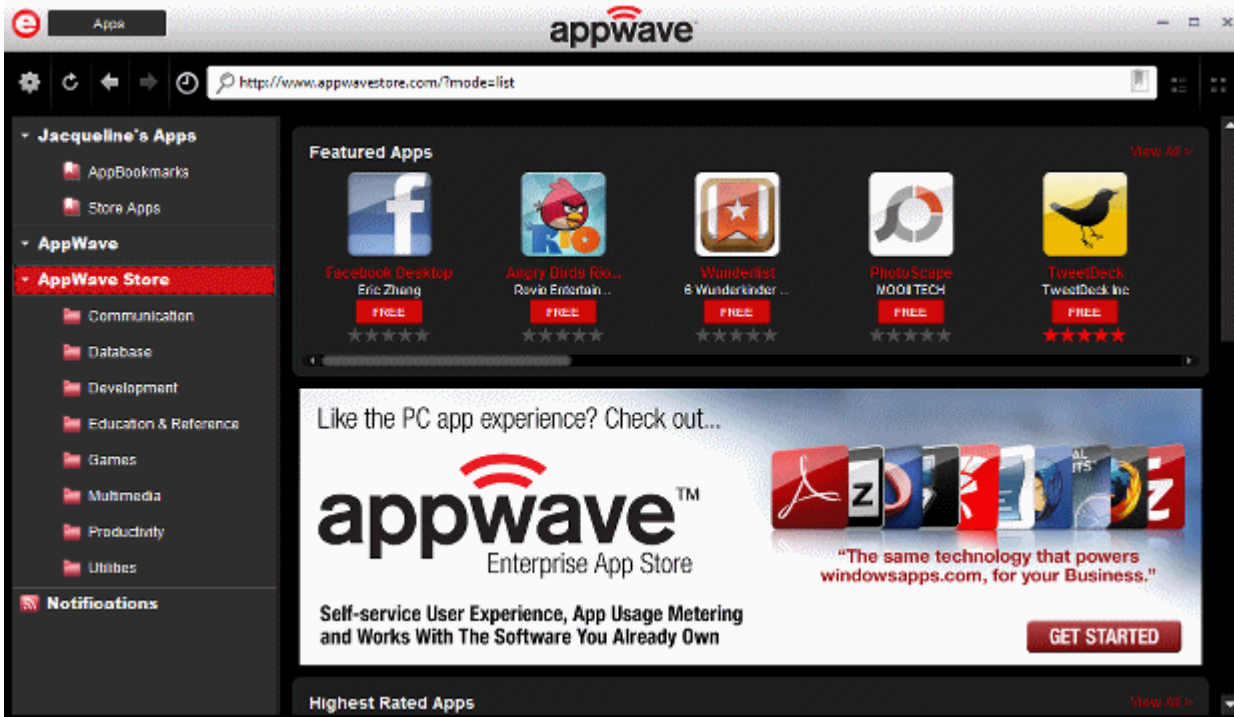 e
Apps
appwave
http://www.appwavestore.com/?mode=list
Jacqueline's Apps
AppBookmarks
Store Apps
AppWave
AppWave Store
Communication
Database
Development
Education & Reference
Games
Multimedia
Productivity
Utilities
Notifications
Featured Apps
View All >
Facebook Desktop
Eric Zhang
FREE
RIO
Angry Birds Rio...
Rovio Entertain...
FREE
Wunderlist
6 Wunderkinder ...
FREE
PhotoScape
MOOII TECH
FREE
TweetDeck
TweetDeck Inc
FREE
Like the PC app experience? Check out...
appwave™
Enterprise App Store
Self-service User Experience, App Usage Metering
and Works With The Software You Already Own
"The same technology that powers
windowsapps.com, for your Business."
GET STARTED
Highest Rated Apps
View All >